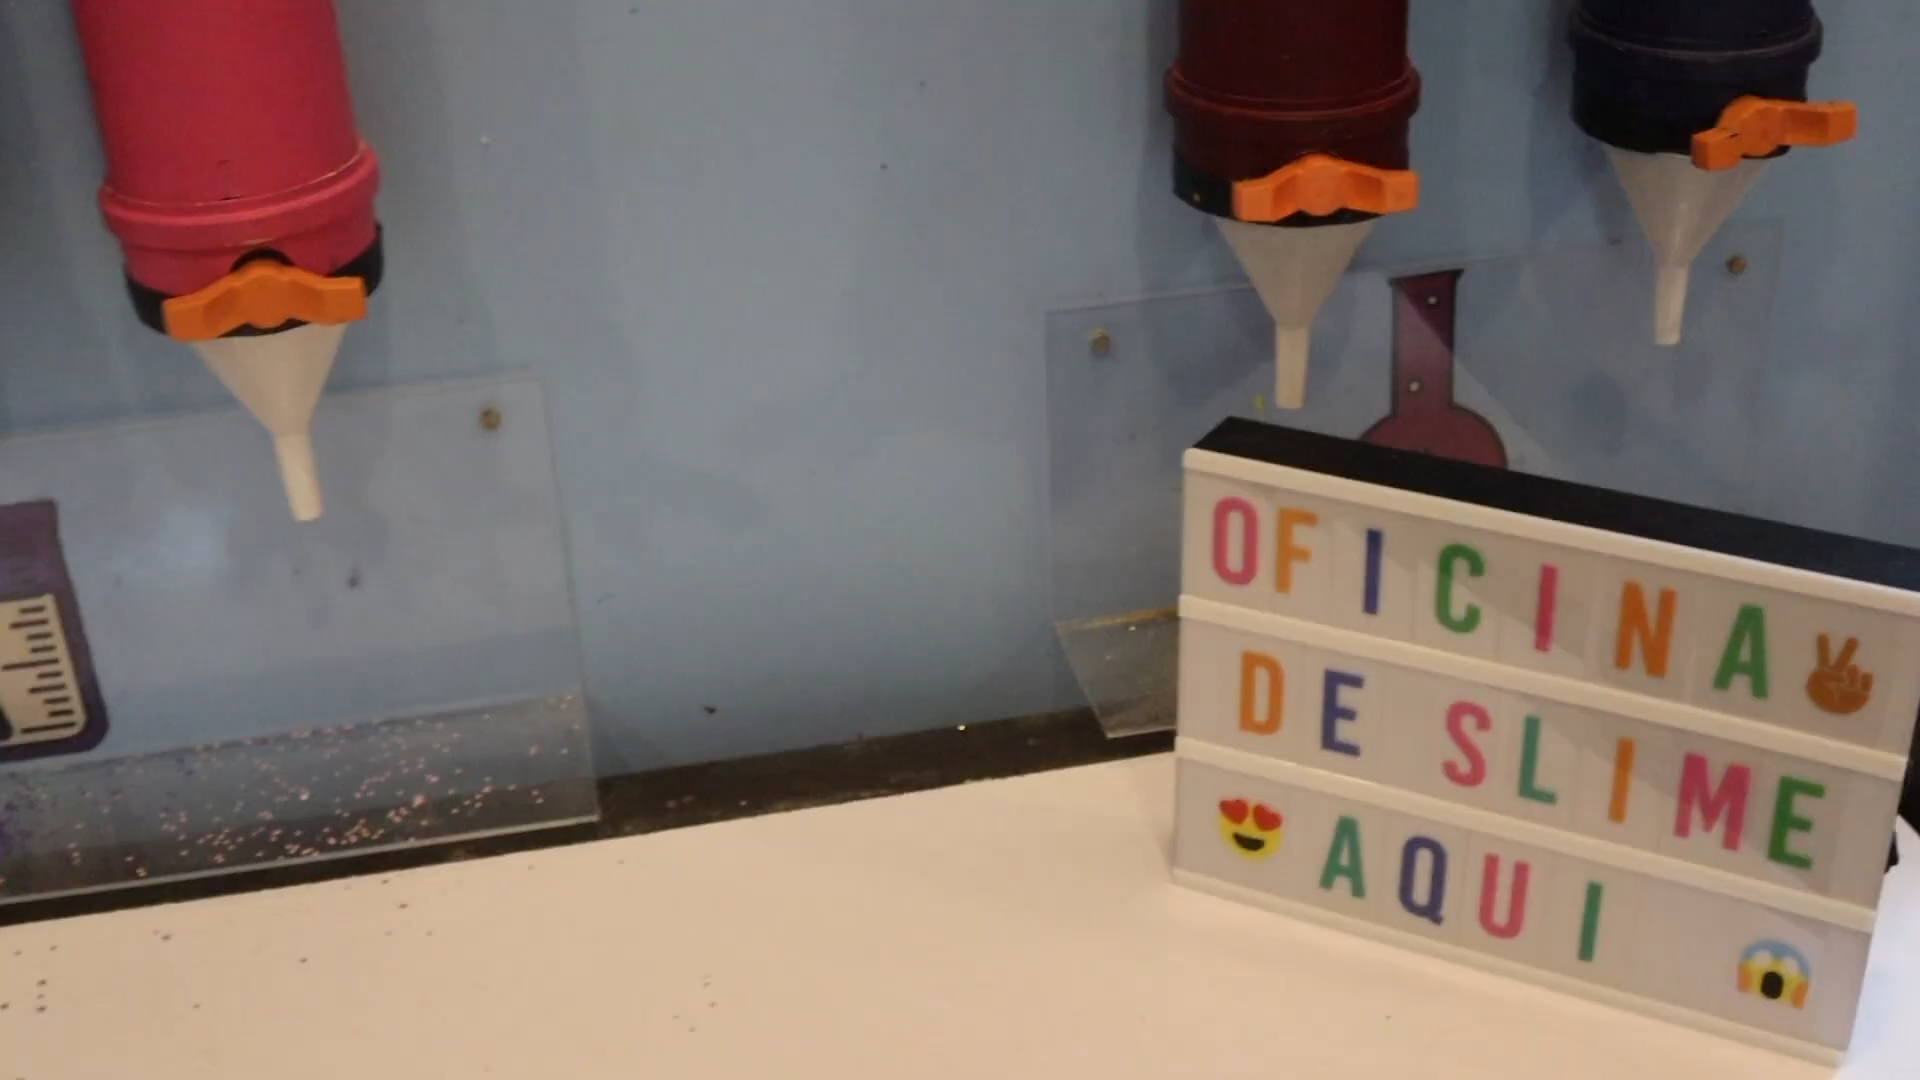 OFICINA ✌
DE SLIME
😍 AQUI 😱